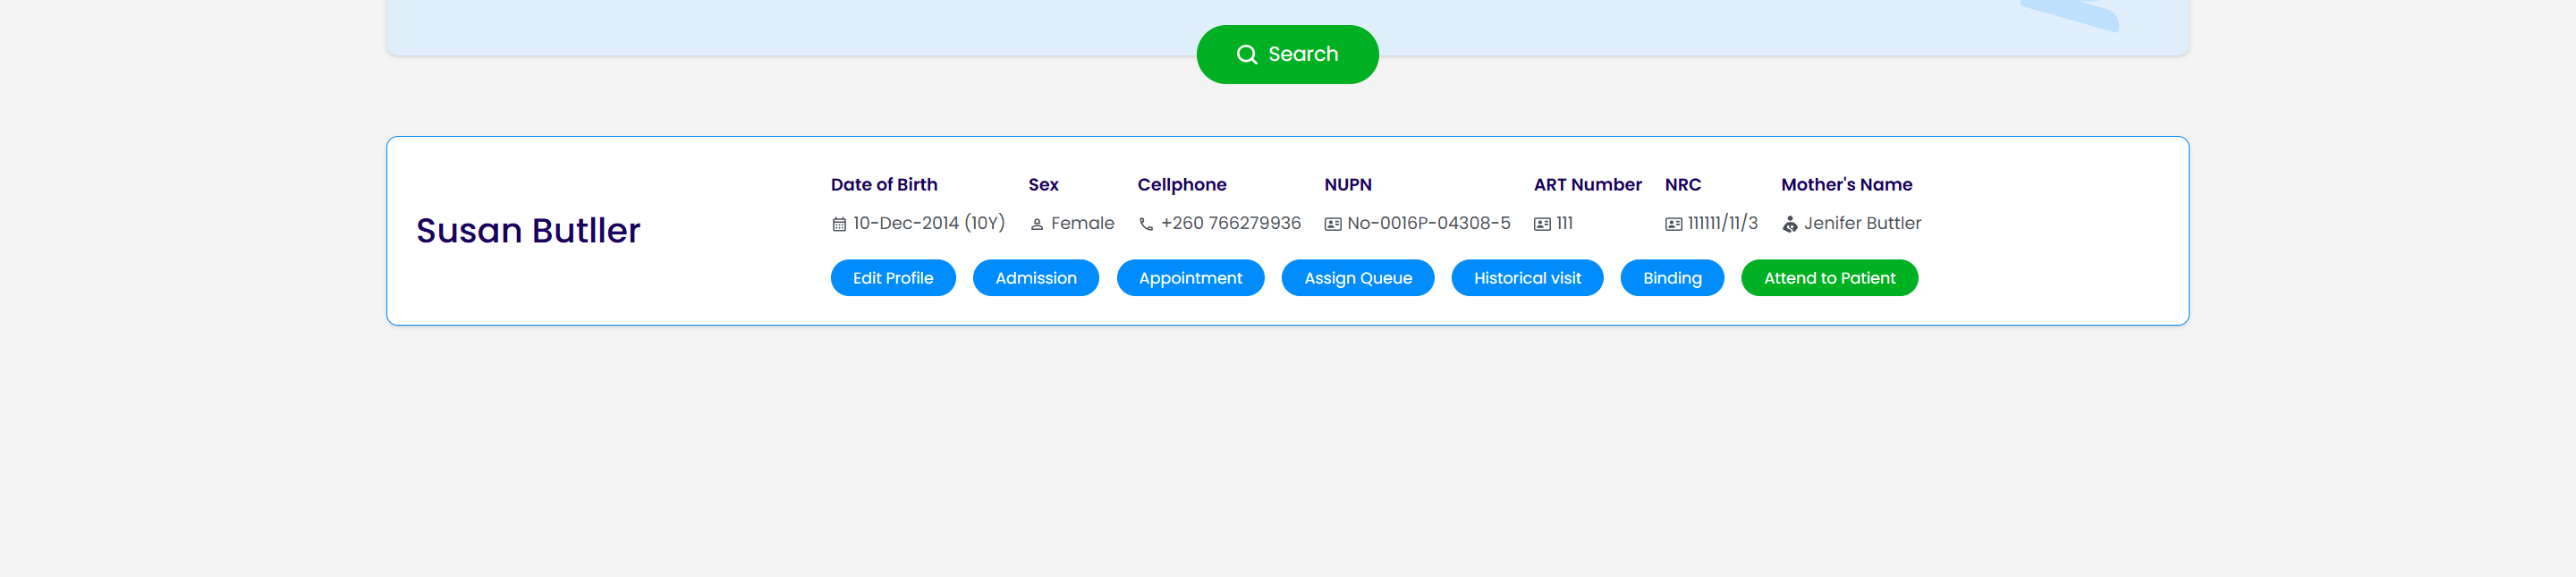 Search
Susan Butller
Date of Birth Sex Cellphone NUPN ART Number NRC Mother's Name
10-Dec-2014 (10Y) Female +260 766279936 No-0016P-04308-5 111 111111/11/3 Jenifer Buttler
Edit Profile Admission Appointment Assign Queue Historical visit Binding Attend to Patient